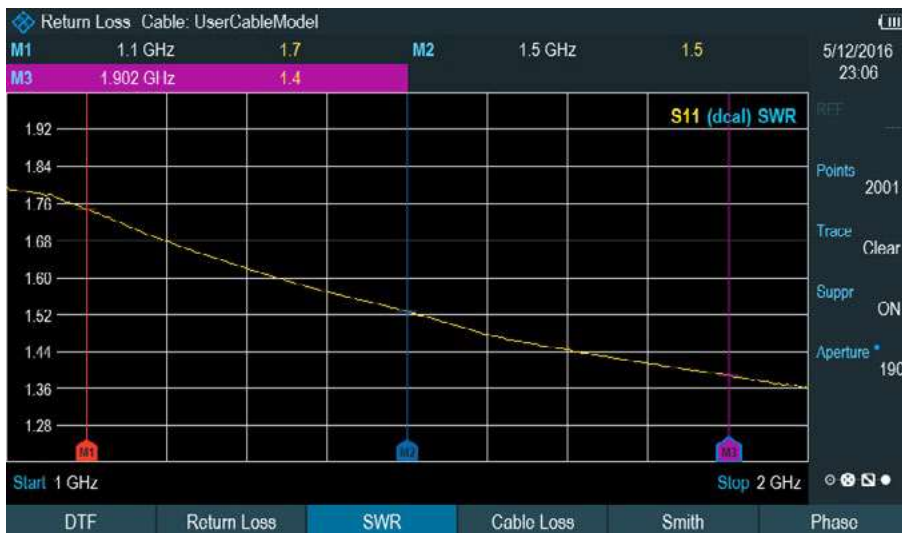 Return Loss Cable: UserCableModel
M1 1.1 GHz 1.7 M2 1.5 GHz 1.5
M3 1.902 GHz 1.4
5/12/2016
23:06
S11 (dcal) SWR
1.92
1.84
1.76
1.68
1.60
1.52
1.44
1.36
1.28
M1 M2 M3
Start 1 GHz Stop 2 GHz
REF
---
Points
2001
Trace
Clear
Suppr
ON
Aperture
190
DTF Return Loss SWR Cable Loss Smith Phase